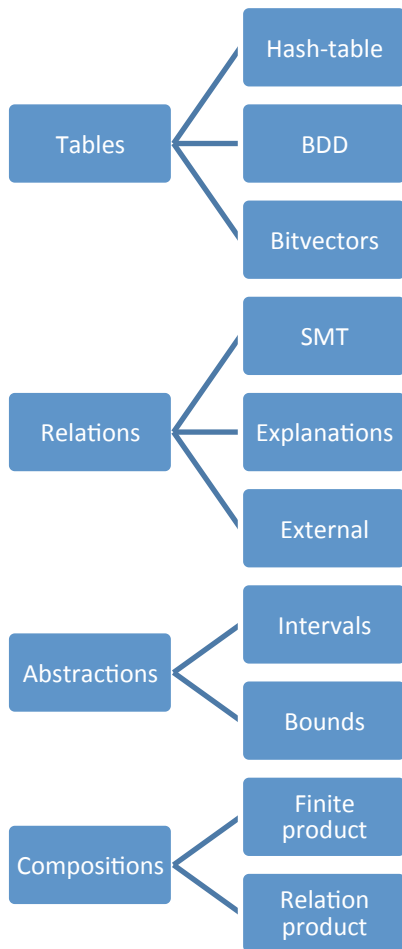 Tables
Hash-table
BDD
Bitvectors
Relations
SMT
Explanations
External
Abstractions
Intervals
Bounds
Compositions
Finite
product
Relation
product